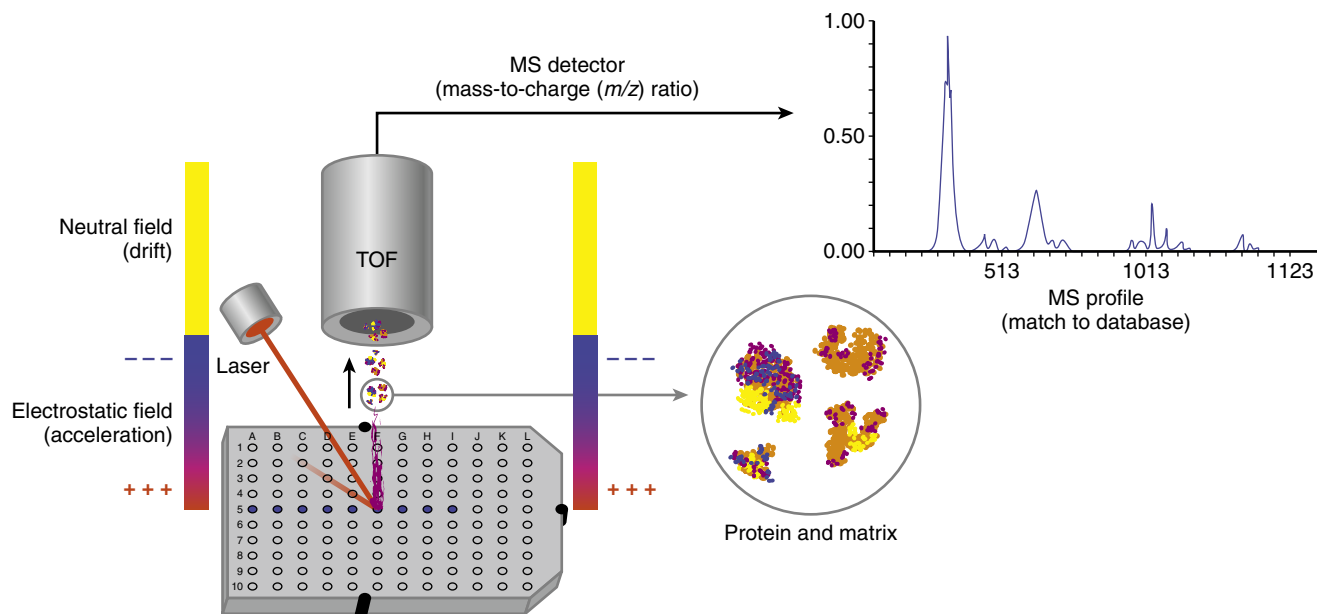 MS detector
(mass-to-charge (m/z) ratio)
1.00
0.50
0.00
513 1013 1123
MS profile
(match to database)
Neutral field
(drift)
TOF
Laser
– – –
– – –
Electrostatic field
(acceleration)
+ + +
+ + +
A B C D E F G H I J K L
1
2
3
4
5
6
7
8
9
10
Protein and matrix